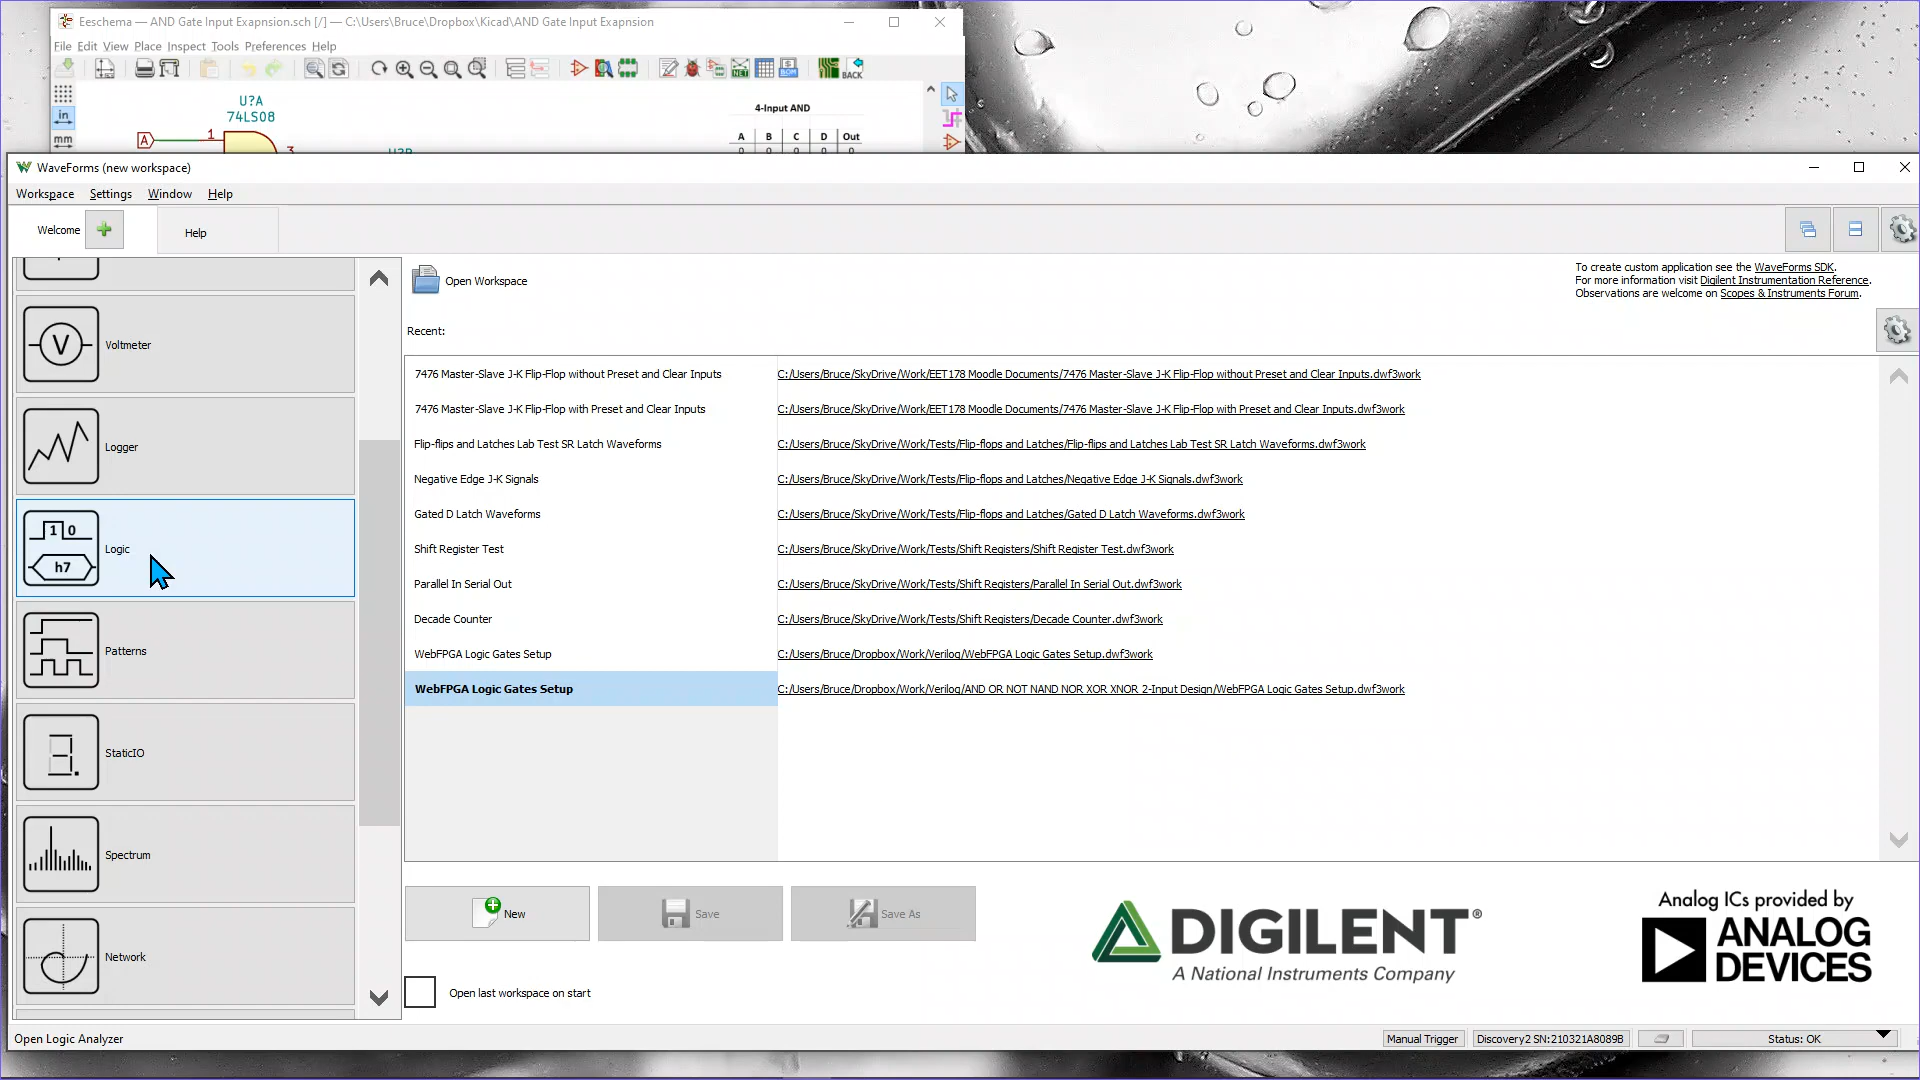 Eeschema — AND Gate Input Exapnsion.sch [/] — C:\Users\Bruce\Dropbox\Kicad\AND Gate Input Exapnsion
File Edit View Place Inspect Tools Preferences Help
NET
BOM
BACK
in
mm
U?A
74LS08
A
1
3
4-Input AND
A B C D Out
0 0 0 0 0
WaveForms (new workspace)
Workspace Settings Window Help
Welcome
Help
Voltmeter
V
Logger
1 0
h7
Logic
Patterns
StaticIO
Spectrum
Network
Open Workspace
To create custom application see the WaveForms SDK.
For more information visit Digilent Instrumentation Reference.
Observations are welcome on Scopes & Instruments Forum.
Recent:
7476 Master-Slave J-K Flip-Flop without Preset and Clear Inputs C:/Users/Bruce/SkyDrive/Work/EET178 Moodle Documents/7476 Master-Slave J-K Flip-Flop without Preset and Clear Inputs.dwf3work
7476 Master-Slave J-K Flip-Flop with Preset and Clear Inputs C:/Users/Bruce/SkyDrive/Work/EET178 Moodle Documents/7476 Master-Slave J-K Flip-Flop with Preset and Clear Inputs.dwf3work
Flip-flips and Latches Lab Test SR Latch Waveforms C:/Users/Bruce/SkyDrive/Work/Tests/Flip-flops and Latches/Flip-flips and Latches Lab Test SR Latch Waveforms.dwf3work
Negative Edge J-K Signals C:/Users/Bruce/SkyDrive/Work/Tests/Flip-flops and Latches/Negative Edge J-K Signals.dwf3work
Gated D Latch Waveforms C:/Users/Bruce/SkyDrive/Work/Tests/Flip-flops and Latches/Gated D Latch Waveforms.dwf3work
Shift Register Test C:/Users/Bruce/SkyDrive/Work/Tests/Shift Registers/Shift Register Test.dwf3work
Parallel In Serial Out C:/Users/Bruce/SkyDrive/Work/Tests/Shift Registers/Parallel In Serial Out.dwf3work
Decade Counter C:/Users/Bruce/SkyDrive/Work/Tests/Shift Registers/Decade Counter.dwf3work
WebFPGA Logic Gates Setup C:/Users/Bruce/Dropbox/Work/Verilog/WebFPGA Logic Gates Setup.dwf3work
WebFPGA Logic Gates Setup C:/Users/Bruce/Dropbox/Work/Verilog/AND OR NOT NAND NOR XOR XNOR 2-Input Design/WebFPGA Logic Gates Setup.dwf3work
New
Save
Save As
Open last workspace on start
DIGILENT®
A National Instruments Company
Analog ICs provided by
ANALOG
DEVICES
Open Logic Analyzer
Manual Trigger
Discovery2 SN:210321A8089B
Status: OK